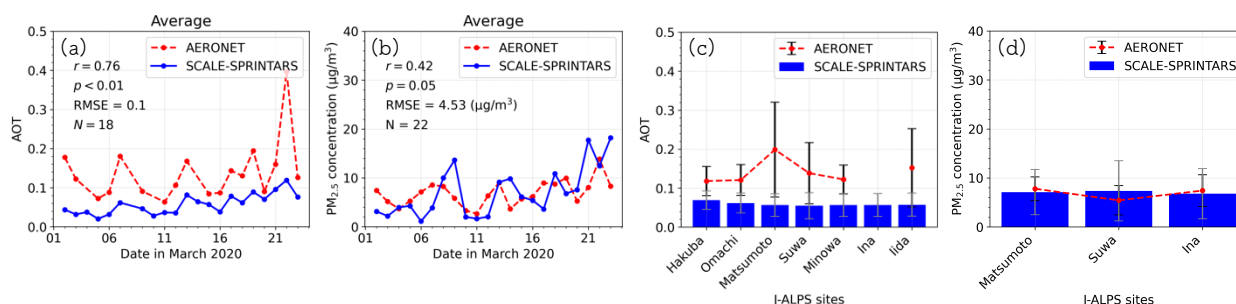 Average
(a)
AERONET
SCALE-SPRINTARS
r = 0.76
p < 0.01
RMSE = 0.1
N = 18
AOT
0.5
0.4
0.3
0.2
0.1
0.0
01 06 11 16 21
Date in March 2020
Average
(b)
AERONET
SCALE-SPRINTARS
r = 0.42
p = 0.05
RMSE = 4.53 (μg/m³)
N = 22
PM₂.₅ concentration (μg/m³)
40
30
20
10
0
01 06 11 16 21
Date in March 2020
(c)
AERONET
SCALE-SPRINTARS
AOT
0.5
0.4
0.3
0.2
0.1
0.0
Hakuba
Omachi
Matsumoto
Suwa
Minowa
Ina
Iida
I-ALPS sites
(d)
AERONET
SCALE-SPRINTARS
PM₂.₅ concentration (μg/m³)
40
30
20
10
0
Matsumoto
Suwa
Ina
I-ALPS sites